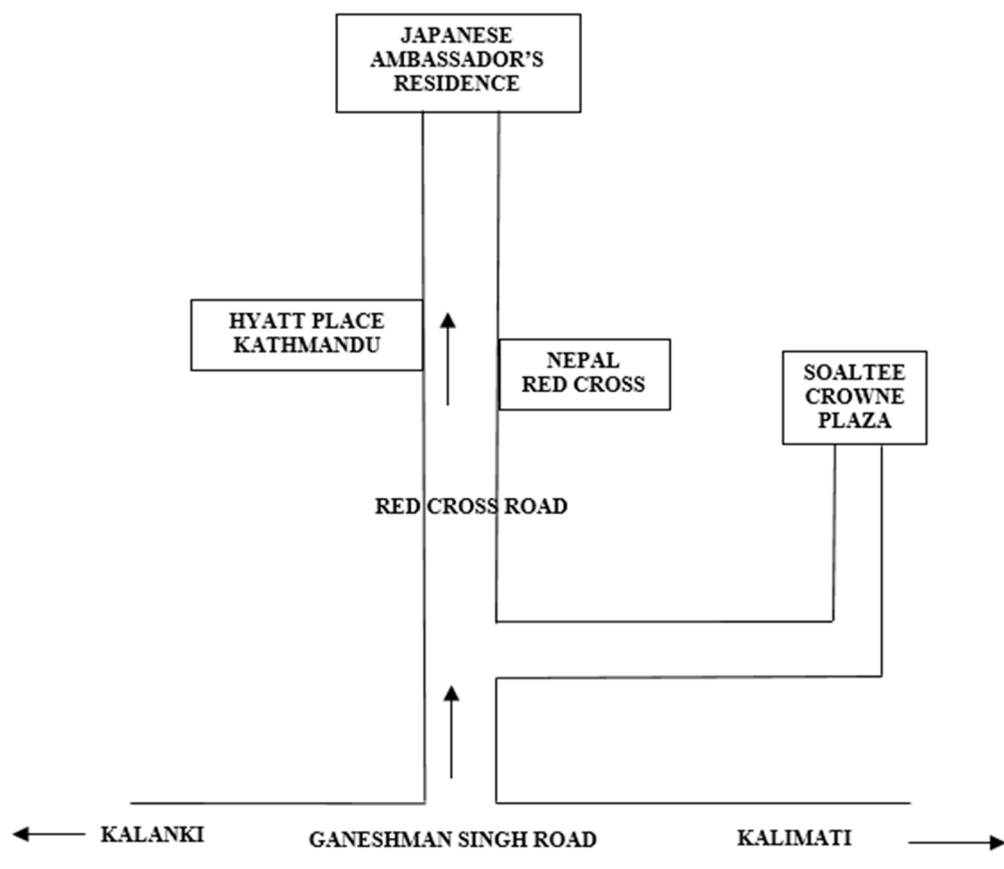 JAPANESE
AMBASSADOR'S
RESIDENCE
HYATT PLACE
KATHMANDU
NEPAL
RED CROSS
SOALTEE
CROWNE
PLAZA
RED CROSS ROAD
KALANKI
GANESHMAN SINGH ROAD
KALIMATI